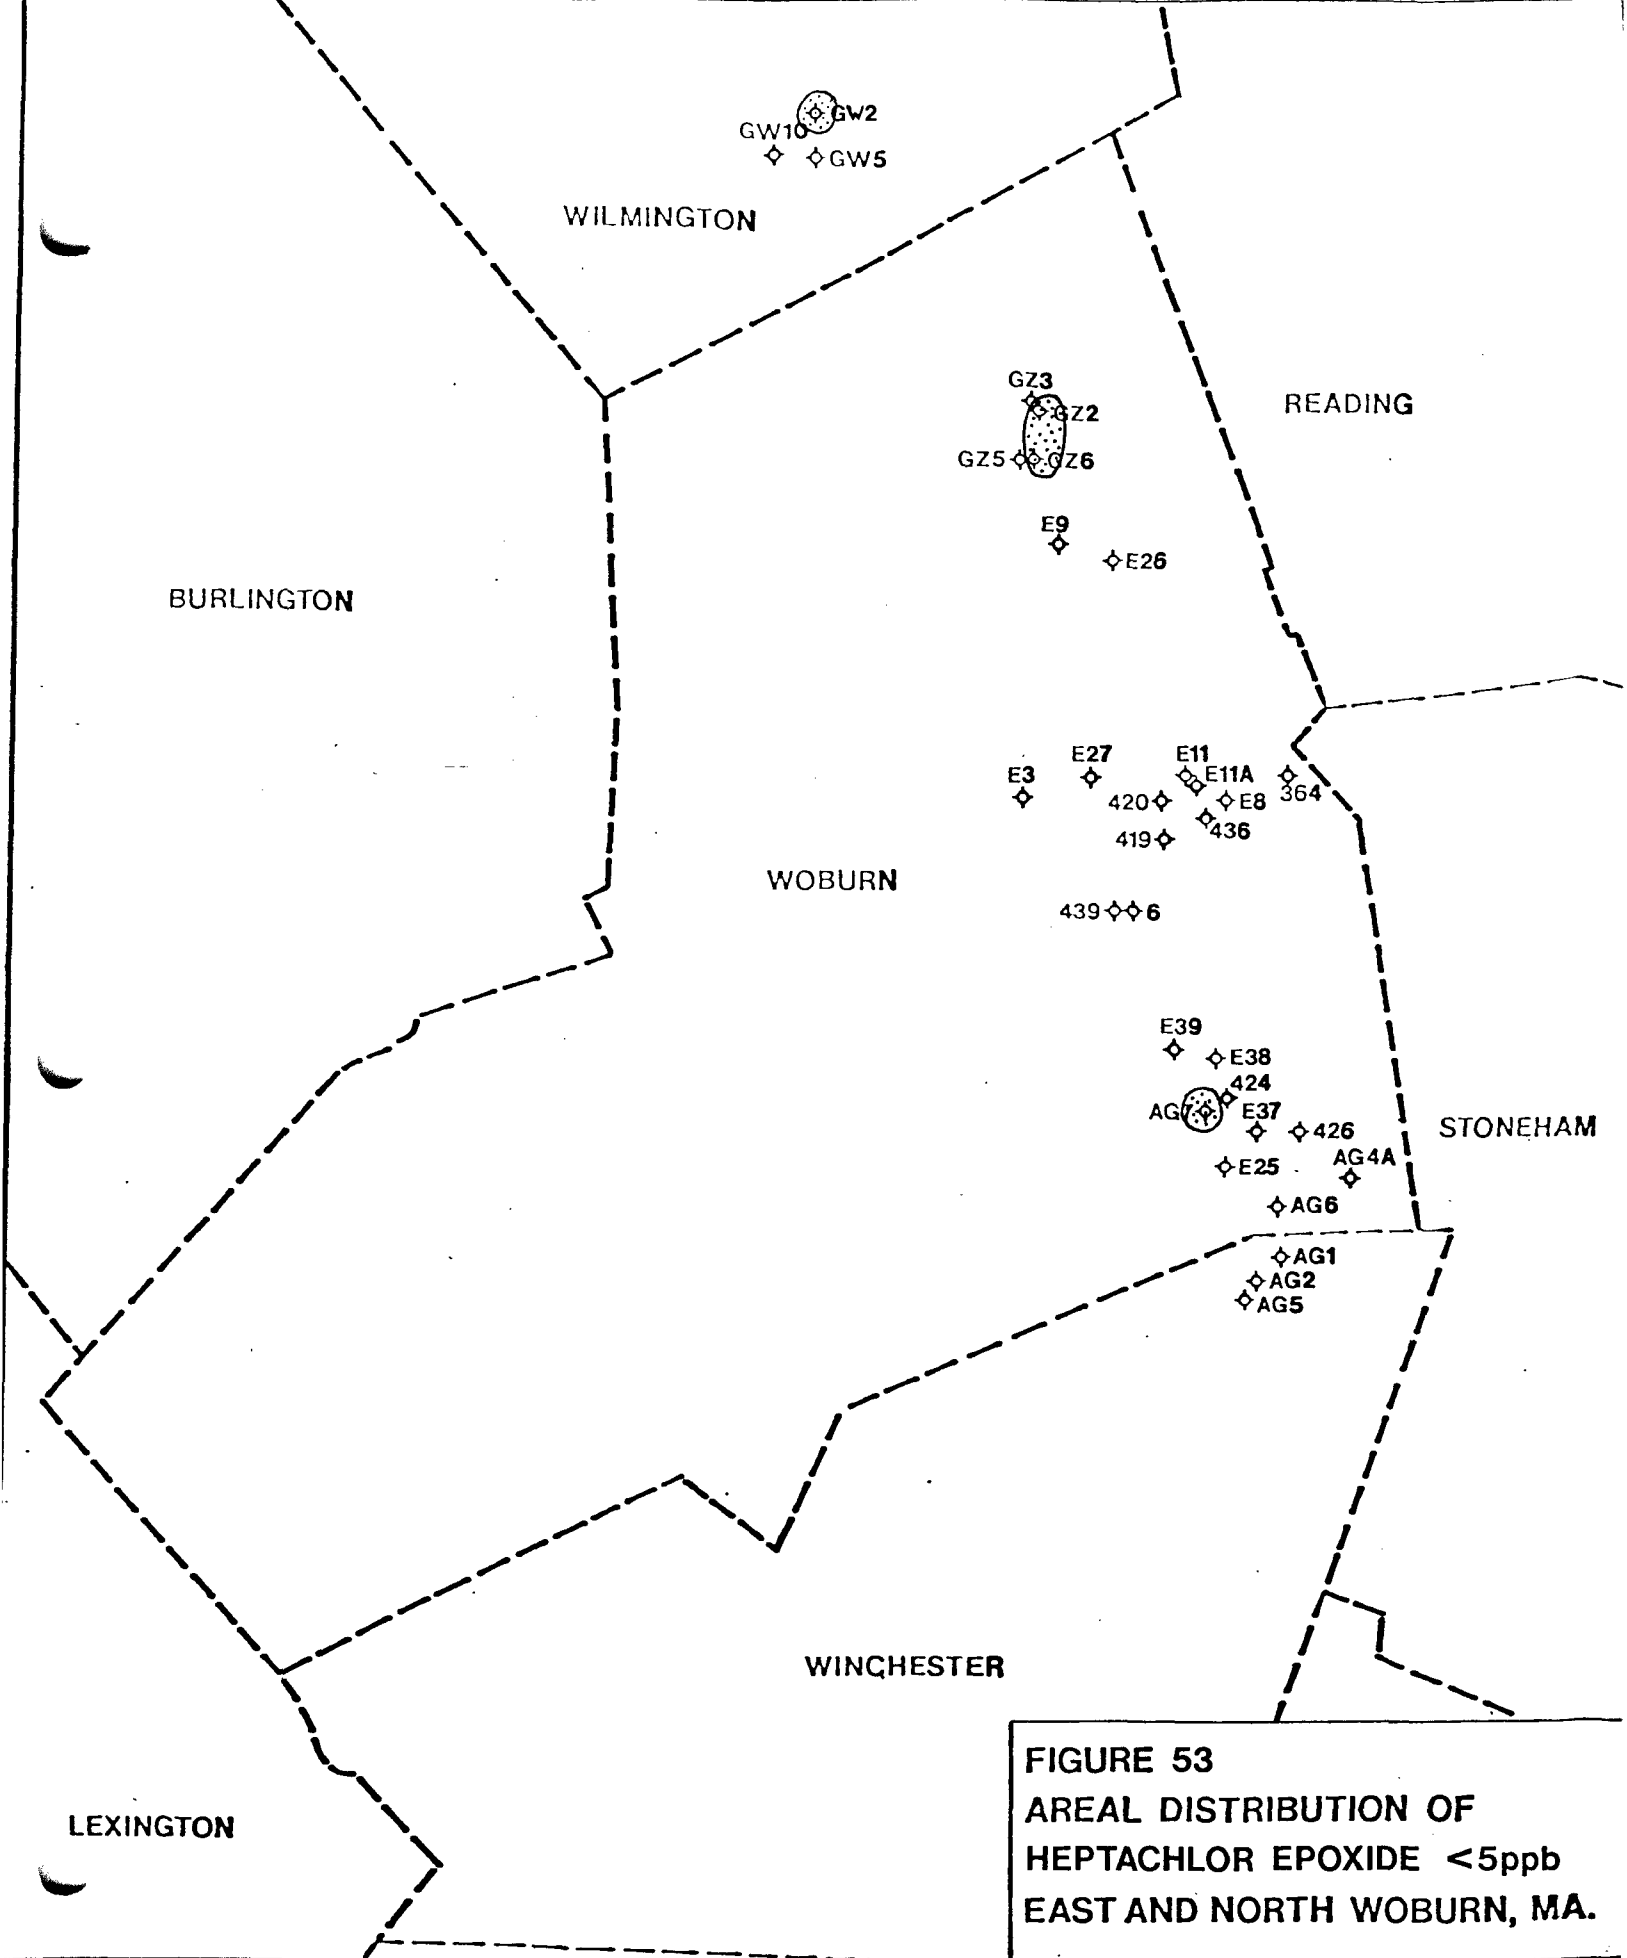 GW2
GW10
GW5
WILMINGTON
GZ3
GZ2
READING
GZ5
GZ6
E9
E26
BURLINGTON
E27
E11
E3
E11A
420
E8
364
436
419
WOBURN
439
6
E39
E38
424
E37
426
STONEHAM
AG4A
E25
AG6
AG1
AG2
AG5
WINCHESTER
LEXINGTON
FIGURE 53
AREAL DISTRIBUTION OF
HEPTACHLOR EPOXIDE <5ppb
EAST AND NORTH WOBURN, MA.